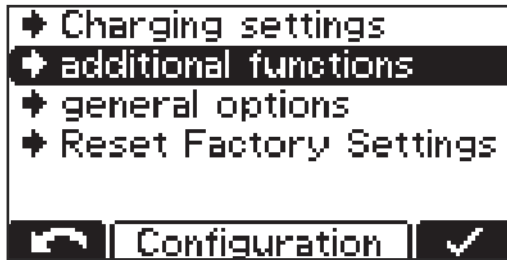 Charging settings
additional functions
general options
Reset Factory Settings
Configuration